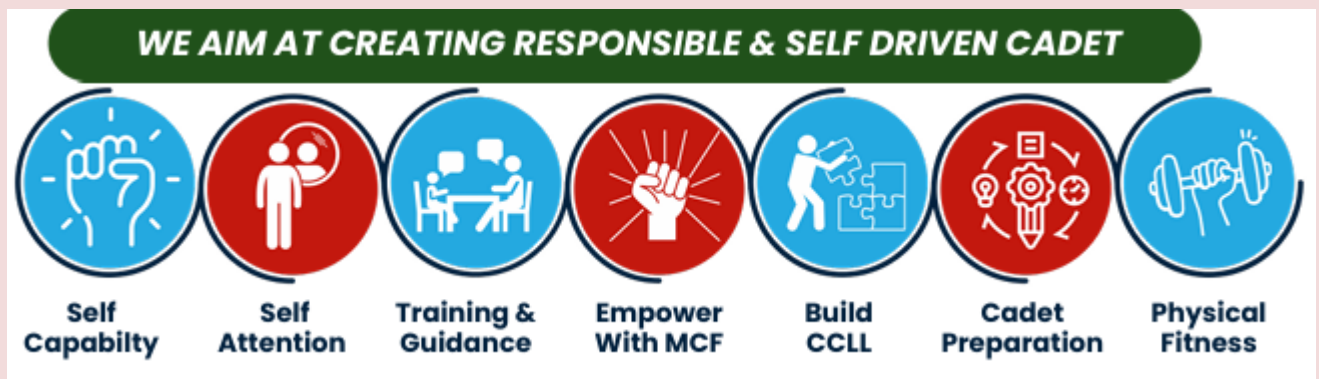 WE AIM AT CREATING RESPONSIBLE & SELF DRIVEN CADET
Self
Capabilty
Self
Attention
Training &
Guidance
Empower
With MCF
Build
CCLL
Cadet
Preparation
Physical
Fitness